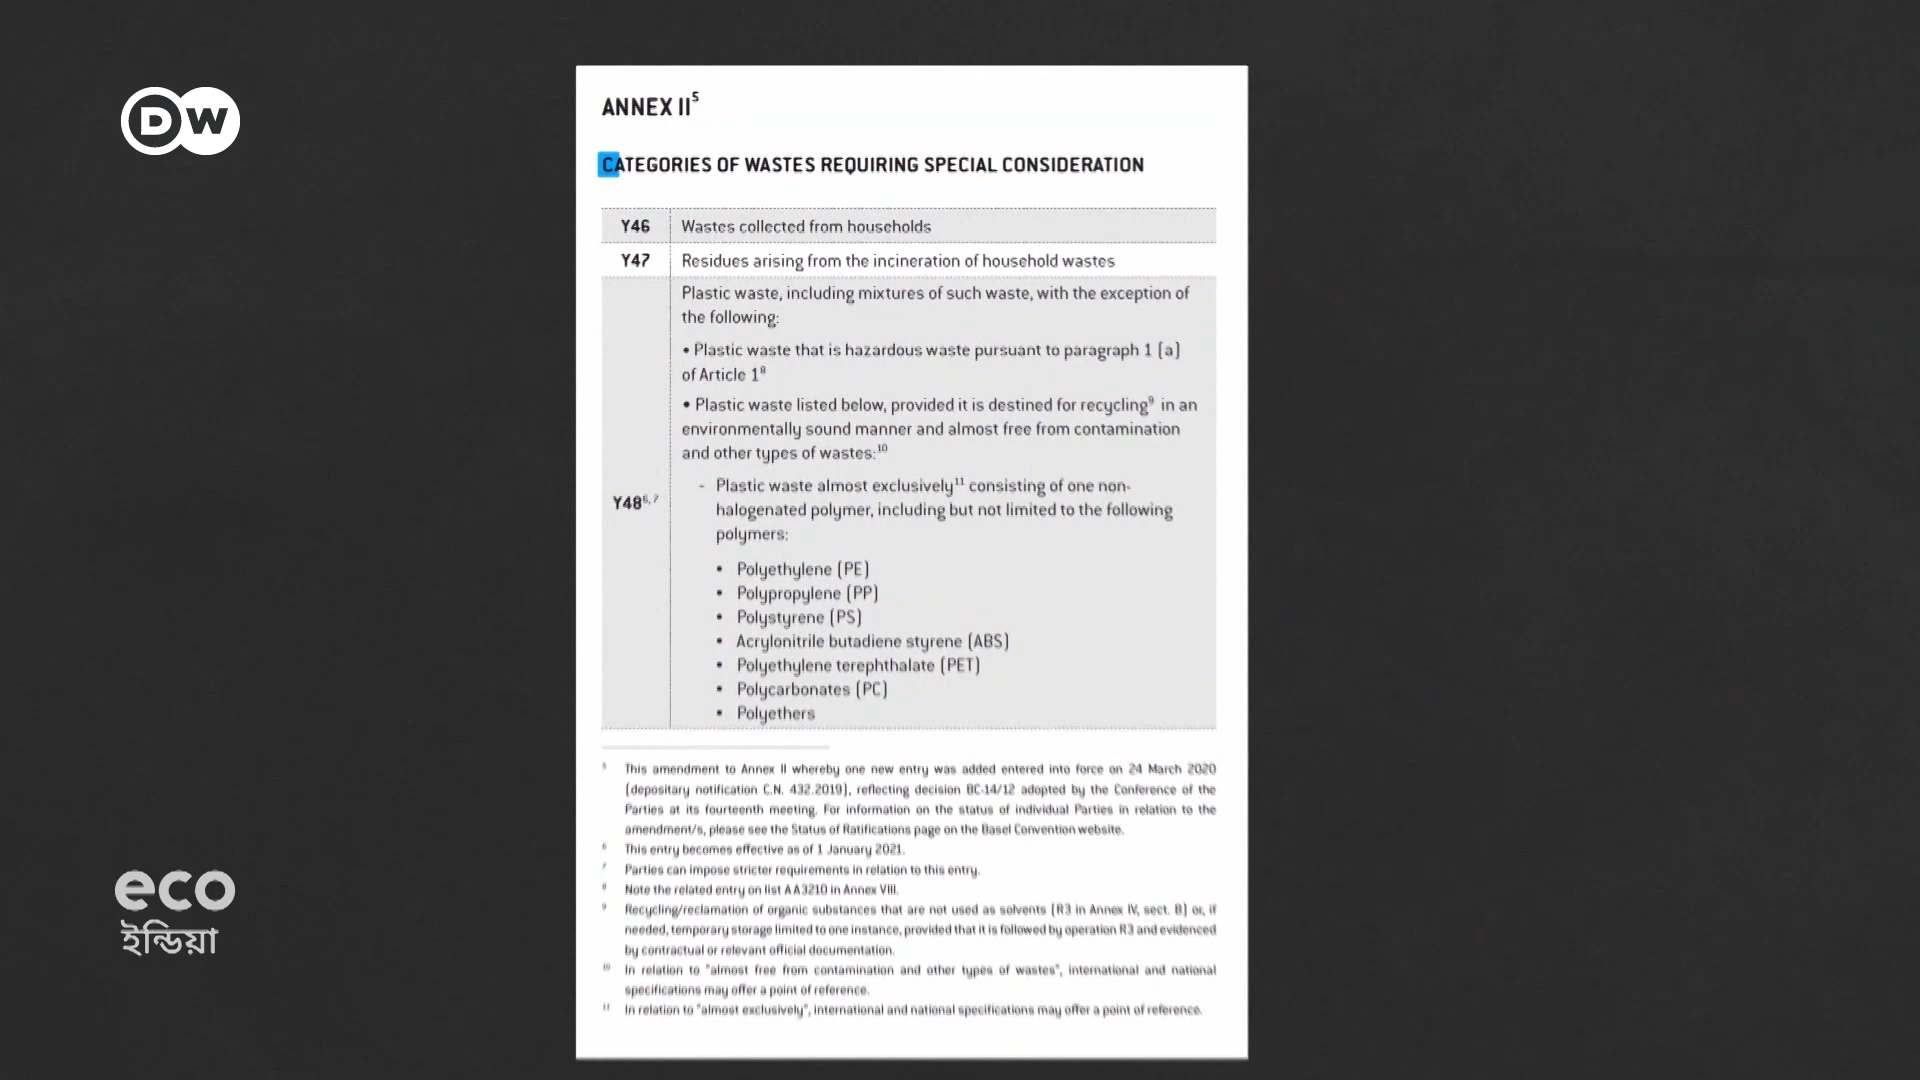 DW
ANNEX II⁵
CATEGORIES OF WASTES REQUIRING SPECIAL CONSIDERATION
Y46 Wastes collected from households
Y47 Residues arising from the incineration of household wastes
Y48⁶,⁷
Plastic waste, including mixtures of such waste, with the exception of
the following:
• Plastic waste that is hazardous waste pursuant to paragraph 1 (a)
of Article 1⁸
• Plastic waste listed below, provided it is destined for recycling⁹ in an
environmentally sound manner and almost free from contamination
and other types of wastes:¹⁰
- Plastic waste almost exclusively¹¹ consisting of one non-
halogenated polymer, including but not limited to the following
polymers:
• Polyethylene (PE)
• Polypropylene (PP)
• Polystyrene (PS)
• Acrylonitrile butadiene styrene (ABS)
• Polyethylene terephthalate (PET)
• Polycarbonates (PC)
• Polyethers
⁵ This amendment to Annex II whereby one new entry was added entered into force on 24 March 2020
(depositary notification C.N. 432.2019), reflecting decision BC-14/12 adopted by the Conference of the
Parties at its fourteenth meeting. For information on the status of individual Parties in relation to the
amendment/s, please see the Status of Ratifications page on the Basel Convention website.
⁶ This entry becomes effective as of 1 January 2021.
⁷ Parties can impose stricter requirements in relation to this entry.
⁸ Note the related entry on list A A3210 in Annex VIII.
⁹ Recycling/reclamation of organic substances that are not used as solvents (R3 in Annex IV, sect. B) or, if
needed, temporary storage limited to one instance, provided that it is followed by operation R3 and evidenced
by contractual or relevant official documentation.
¹⁰ In relation to "almost free from contamination and other types of wastes", international and national
specifications may offer a point of reference.
¹¹ In relation to "almost exclusively", international and national specifications may offer a point of reference.
eco
ইন্ডিয়া